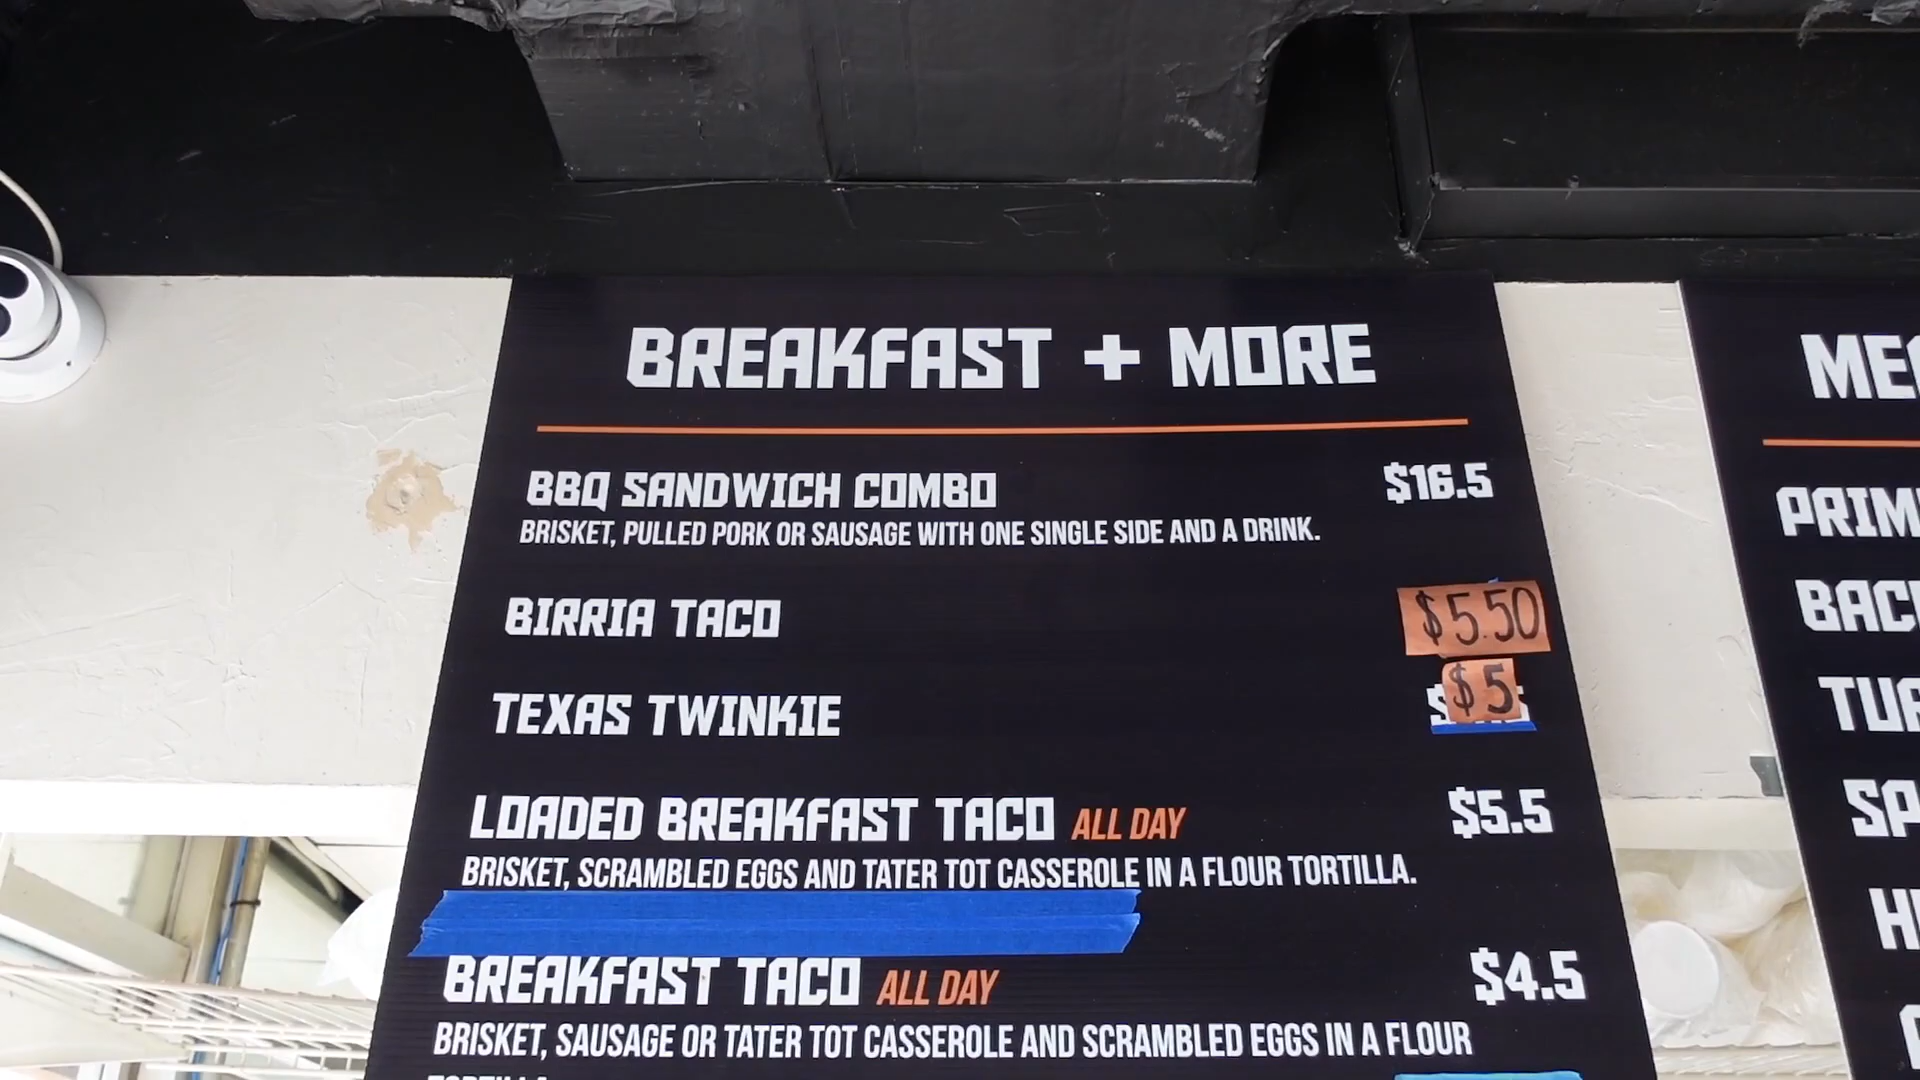 BREAKFAST + MORE
BBQ SANDWICH COMBO $16.5
BRISKET, PULLED PORK OR SAUSAGE WITH ONE SINGLE SIDE AND A DRINK.
BIRRIA TACO $5.50
TEXAS TWINKIE $5
LOADED BREAKFAST TACO ALL DAY $5.5
BRISKET, SCRAMBLED EGGS AND TATER TOT CASSEROLE IN A FLOUR TORTILLA.
BREAKFAST TACO ALL DAY $4.5
BRISKET, SAUSAGE OR TATER TOT CASSEROLE AND SCRAMBLED EGGS IN A FLOUR